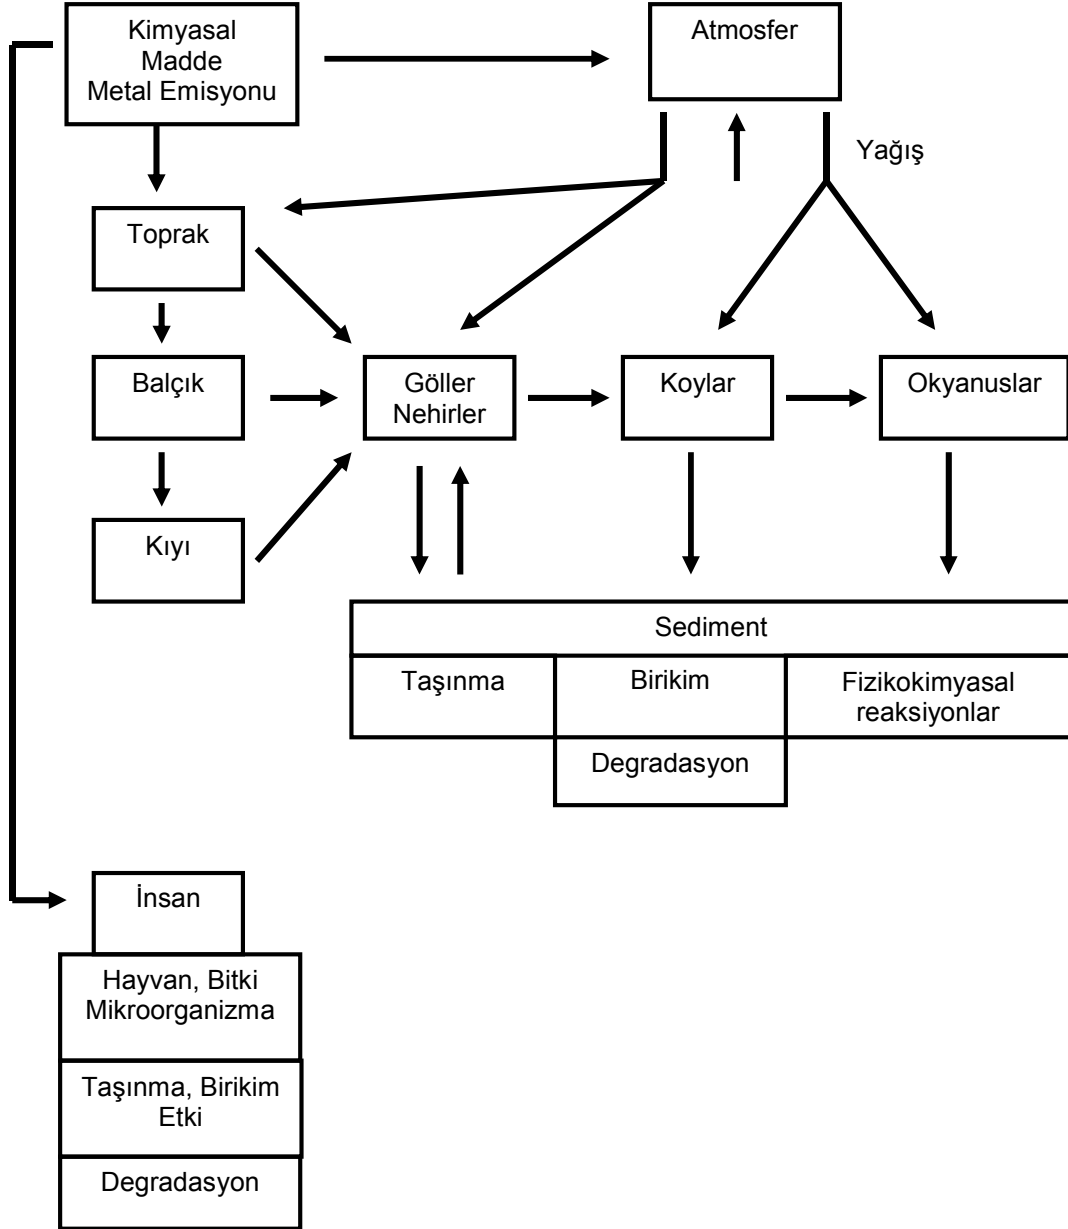 Kimyasal
Madde
Metal Emisyonu
Atmosfer
Yağış
Toprak
Balçık
Göller
Nehirler
Koylar
Okyanuslar
Kıyı
Sediment
Taşınma
Birikim
Fizikokimyasal
reaksiyonlar
Degradasyon
İnsan
Hayvan, Bitki
Mikroorganizma
Taşınma, Birikim
Etki
Degradasyon